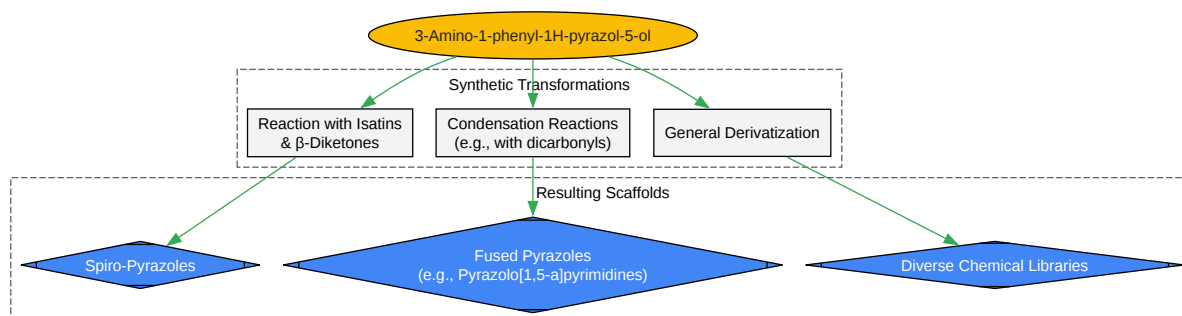 3-Amino-1-phenyl-1H-pyrazol-5-ol
Synthetic Transformations
Reaction with Isatins
& β-Diketones
Condensation Reactions
(e.g., with dicarbonyls)
General Derivatization
Resulting Scaffolds
Spiro-Pyrazoles
Fused Pyrazoles
(e.g., Pyrazolo[1,5-a]pyrimidines)
Diverse Chemical Libraries